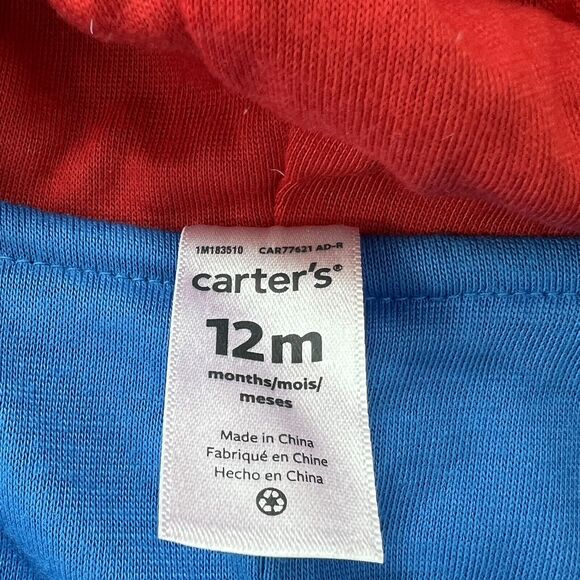 1M183510 CAR77621 AD-R
carter's®
12m
months/mois/
meses
Made in China
Fabriqué en Chine
Hecho en China